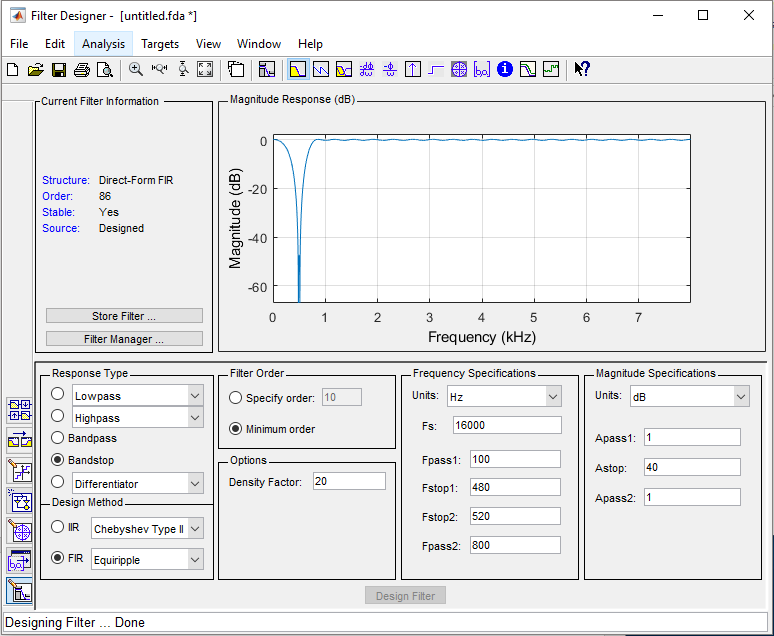 Filter Designer - [untitled.fda *]
File Edit Analysis Targets View Window Help
Current Filter Information
Structure: Direct-Form FIR
Order: 86
Stable: Yes
Source: Designed
Store Filter ...
Filter Manager ...
Magnitude Response (dB)
Magnitude (dB)
0
-20
-40
-60
0 1 2 3 4 5 6 7
Frequency (kHz)
Response Type
Lowpass
Highpass
Bandpass
Bandstop
Differentiator
Design Method
IIR Chebyshev Type II
FIR Equiripple
Filter Order
Specify order: 10
Minimum order
Options
Density Factor: 20
Frequency Specifications
Units: Hz
Fs: 16000
Fpass1: 100
Fstop1: 480
Fstop2: 520
Fpass2: 800
Magnitude Specifications
Units: dB
Apass1: 1
Astop: 40
Apass2: 1
Design Filter
Designing Filter ... Done